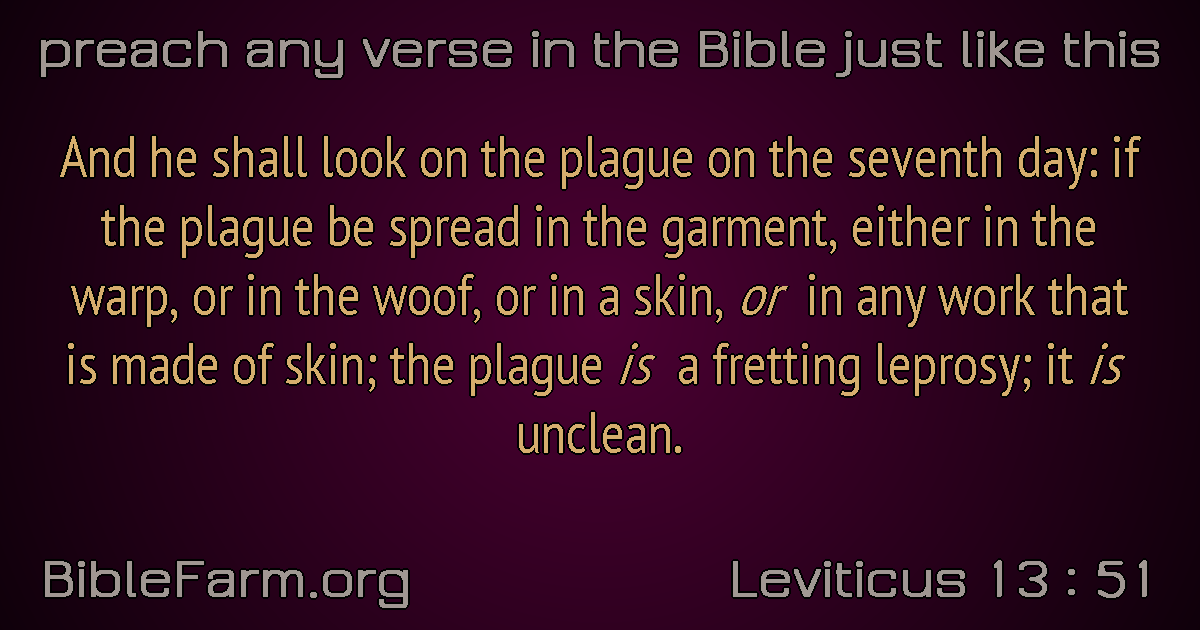 preach any verse in the Bible just like this
And he shall look on the plague on the seventh day: if
the plague be spread in the garment, either in the
warp, or in the woof, or in a skin, or in any work that
is made of skin; the plague is a fretting leprosy; it is
unclean.
BibleFarm.org
Leviticus 13 : 51